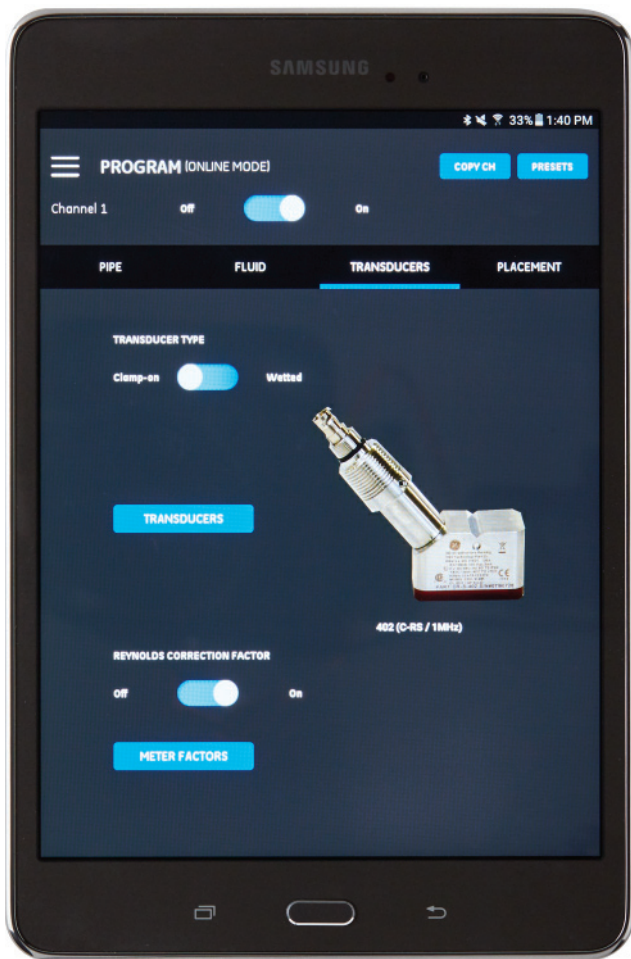 SAMSUNG
33% 1:40 PM
PROGRAM (ONLINE MODE)
COPY CH
PRESETS
Channel 1
Off
On
PIPE
FLUID
TRANSDUCERS
PLACEMENT
TRANSDUCER TYPE
Clamp-on
Wetted
TRANSDUCERS
402 (C-RS / 1MHz)
REYNOLDS CORRECTION FACTOR
Off
On
METER FACTORS